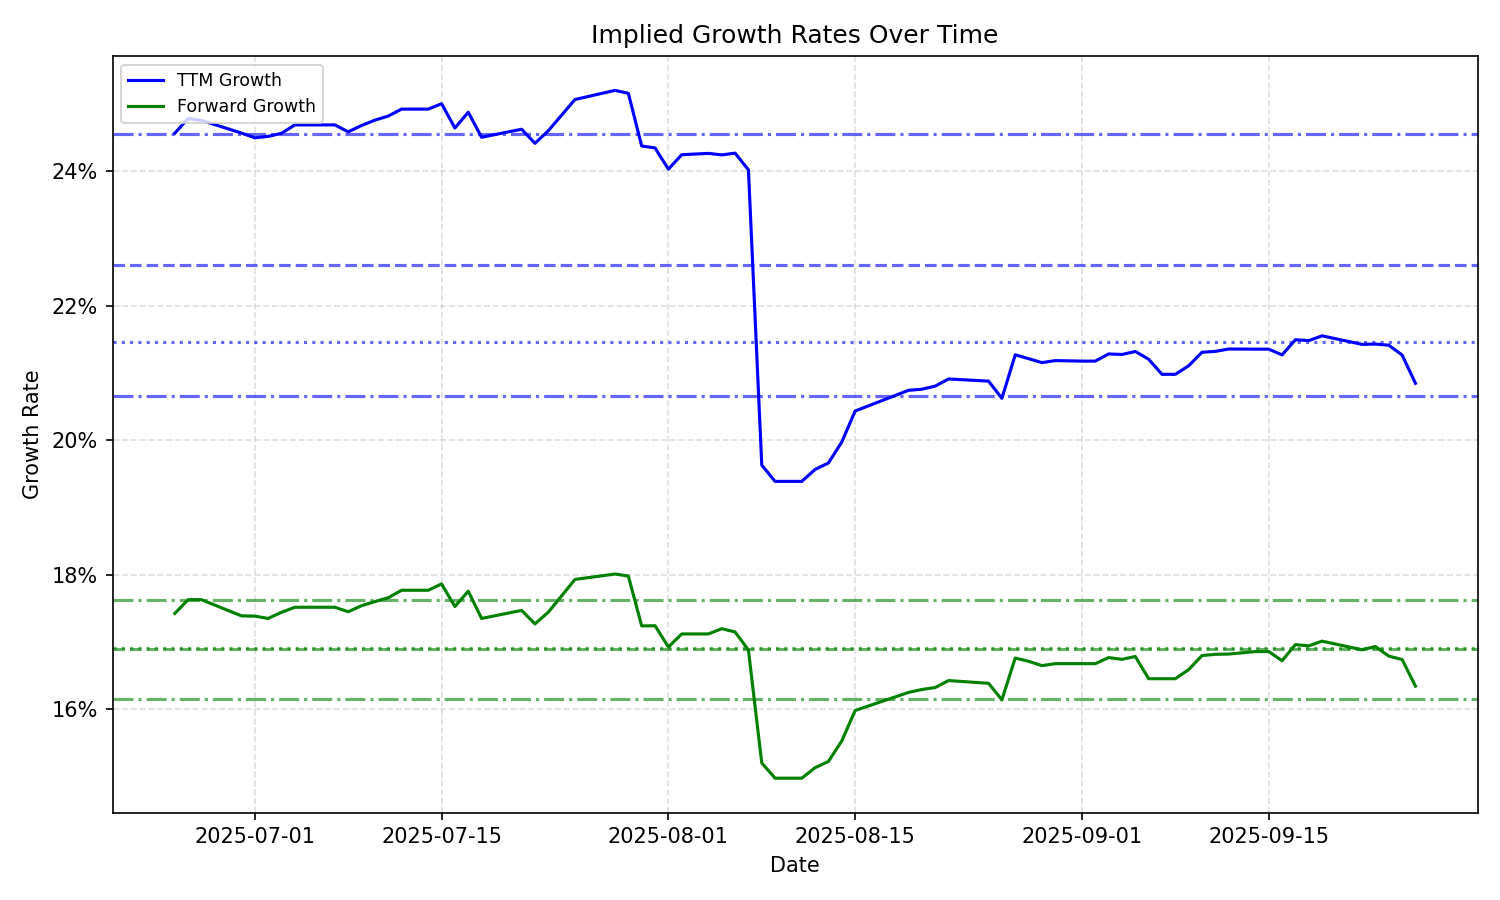 Implied Growth Rates Over Time
TTM Growth
Forward Growth
24%
22%
20%
18%
16%
Growth Rate
2025-07-01
2025-07-15
2025-08-01
2025-08-15
2025-09-01
2025-09-15
Date